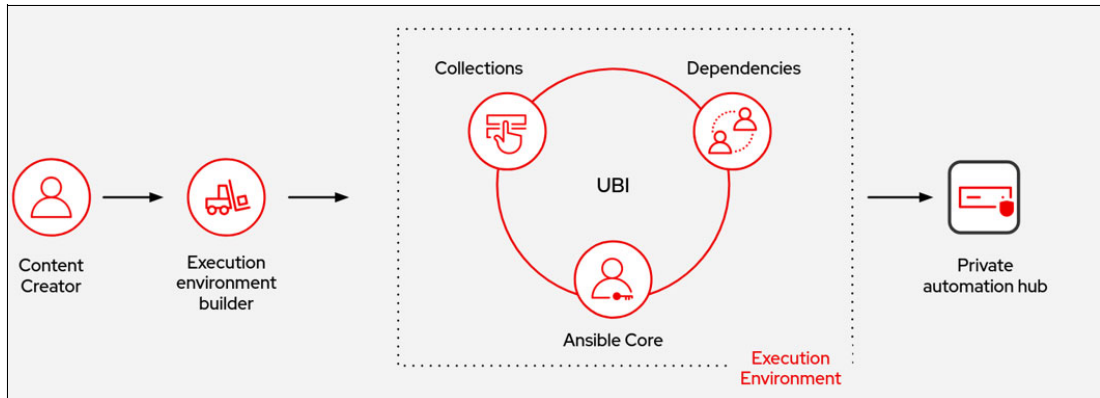 Collections
Dependencies
UBI
Content
Creator
Execution
environment
builder
Private
automation hub
Ansible Core
Execution
Environment